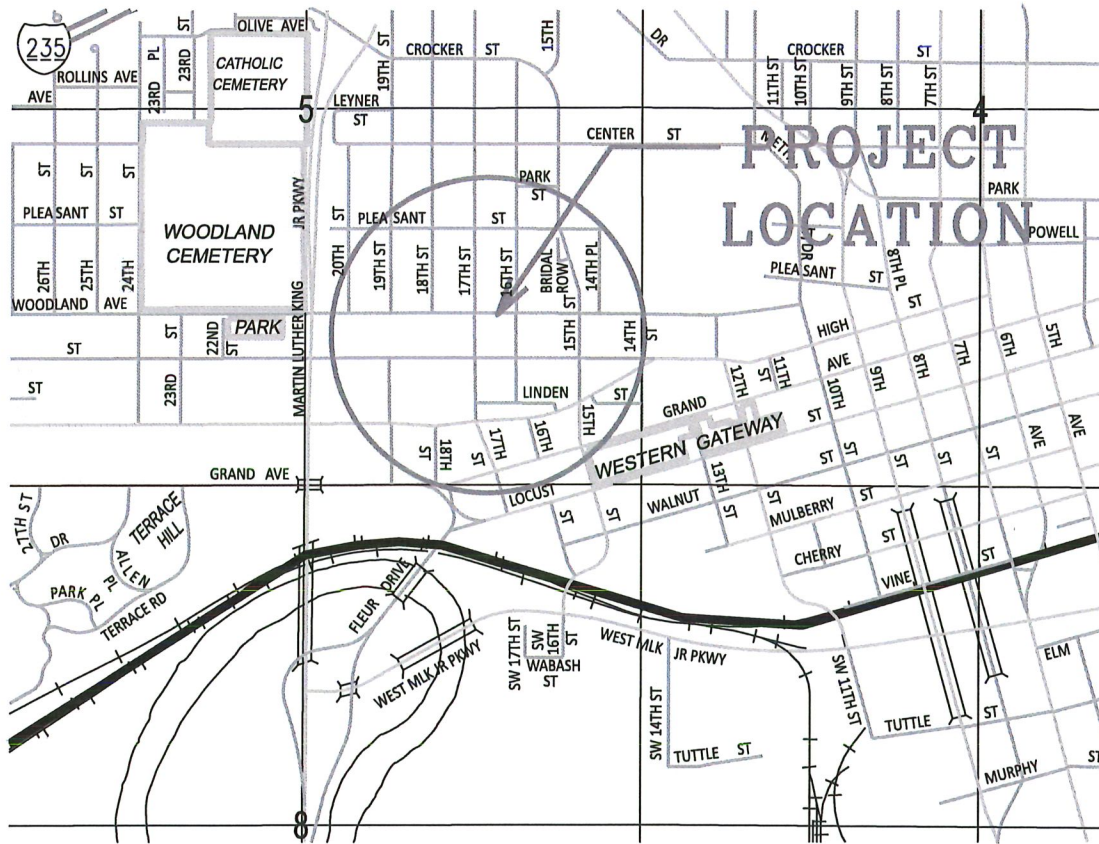 235
OLIVE AVE
ST
PL
23RD
23RD
ROLLINS AVE
AVE
CATHOLIC
CEMETERY
19TH ST
CROCKER ST
15TH
DR
CROCKER ST
11TH ST
10TH ST
9TH ST
8TH ST
7TH ST
LEYNER
ST
5
4
CENTER ST
PROJECT
LOCATION
PARK
ST
PARK
POWELL
ST
ST
ST
PLEASANT ST
26TH
25TH
24TH
WOODLAND
CEMETERY
MARTIN LUTHER KING JR PKWY
20TH ST
PLEASANT ST
19TH ST
18TH ST
17TH ST
16TH ST
BRIDAL
ROW
14TH PL
15TH ST
DR
PLEASANT ST
8TH PL
ST
WOODLAND AVE
PARK
22ND
ST
ST
23RD
ST
ST
14TH
ST
HIGH
AVE
GRAND
11TH
ST
12TH
10TH
9TH
8TH
7TH
6TH
5TH
LINDEN ST
15TH
16TH
17TH
ST
18TH
ST
WESTERN GATEWAY
ST
ST
ST
ST
ST
ST
AVE
AVE
GRAND AVE
LOCUST
ST
ST
WALNUT
13TH
ST
ST
MULBERRY
ST
ST
CHERRY
VINE
ST
27TH ST
DR
TERRACE
HILL
ALLEN
PL
PARK PL
TERRACE RD
FLEUR DRIVE
WEST MLK JR PKWY
SW 17TH ST
SW
16TH
ST
WABASH
ST
WEST MLK JR PKWY
SW 14TH ST
SW 11TH ST
ELM
TUTTLE ST
TUTTLE ST
MURPHY
ST
8